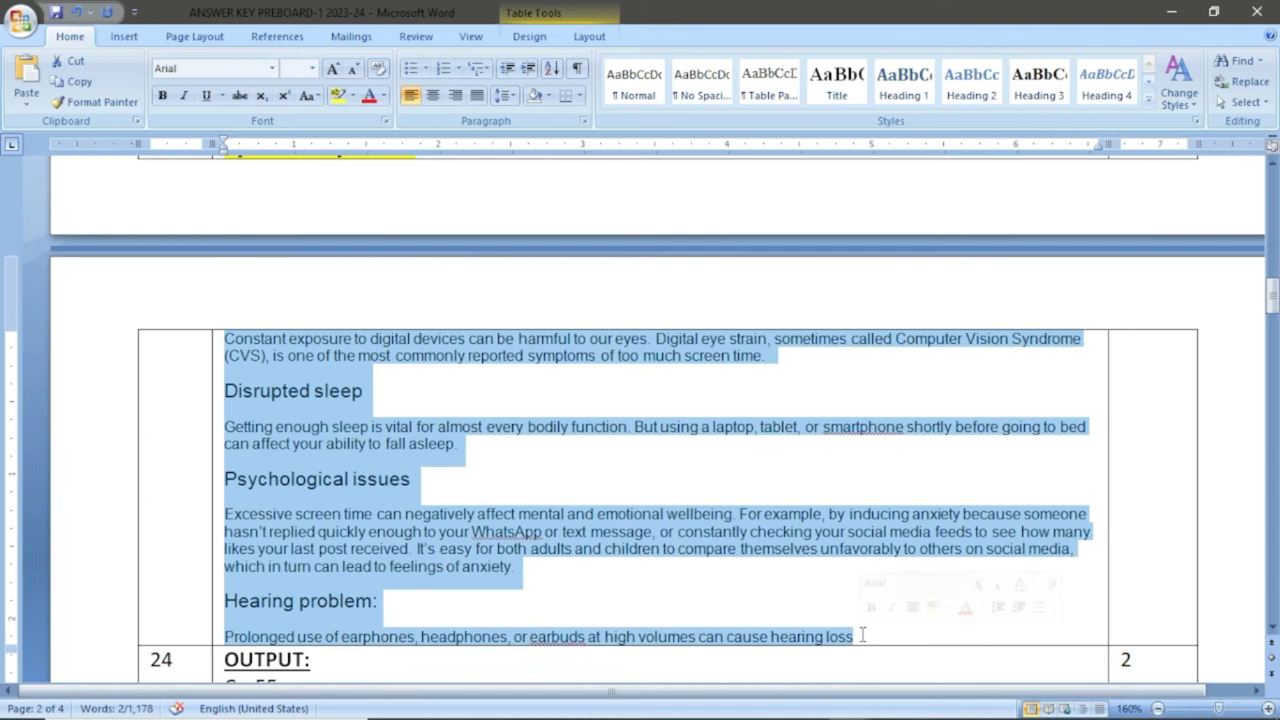 ANSWER KEY PREBOARD-1 2023-24 - Microsoft Word
Table Tools
Home Insert Page Layout References Mailings Review View Design Layout
Paste
Cut
Copy
Format Painter
Clipboard
Arial
Font
Paragraph
AaBbCcDc
¶ Normal
AaBbCcDc
¶ No Spaci...
AaBbCcD
¶ Table Pa...
AaBb(
Title
AaBbCc
Heading 1
AaBbCc
Heading 2
AaBbC
Heading 3
AaBbCcD
Heading 4
Change Styles
Styles
Find
Replace
Select
Editing
1 2 3 4 5 6 7
Constant exposure to digital devices can be harmful to our eyes. Digital eye strain, sometimes called Computer Vision Syndrome
(CVS), is one of the most commonly reported symptoms of too much screen time.
Disrupted sleep
Getting enough sleep is vital for almost every bodily function. But using a laptop, tablet, or smartphone shortly before going to bed
can affect your ability to fall asleep.
Psychological issues
Excessive screen time can negatively affect mental and emotional wellbeing. For example, by inducing anxiety because someone
hasn't replied quickly enough to your WhatsApp or text message, or constantly checking your social media feeds to see how many
likes your last post received. It's easy for both adults and children to compare themselves unfavorably to others on social media,
which in turn can lead to feelings of anxiety.
Arial
Hearing problem:
Prolonged use of earphones, headphones, or earbuds at high volumes can cause hearing loss
24 OUTPUT: 2
Page: 2 of 4 Words: 2/1,178 English (United States) 160%